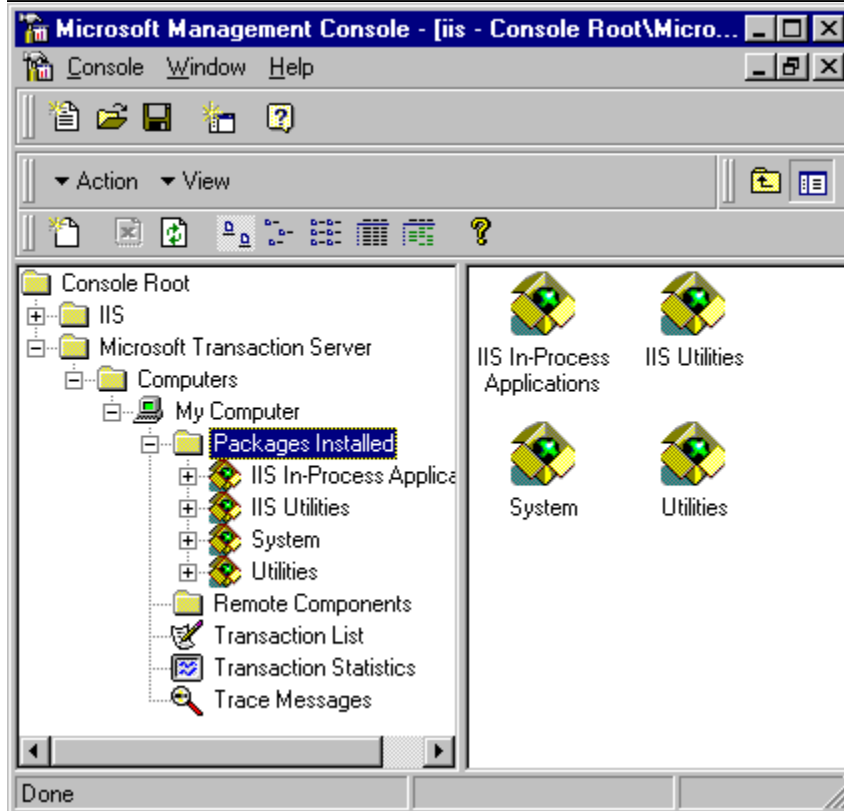 Microsoft Management Console - [iis - Console Root\Micro...
Console Window Help
Action View
Console Root
IIS
Microsoft Transaction Server
Computers
My Computer
Packages Installed
IIS In-Process Applica
IIS Utilities
System
Utilities
Remote Components
Transaction List
Transaction Statistics
Trace Messages
IIS In-Process
Applications
IIS Utilities
System
Utilities
Done